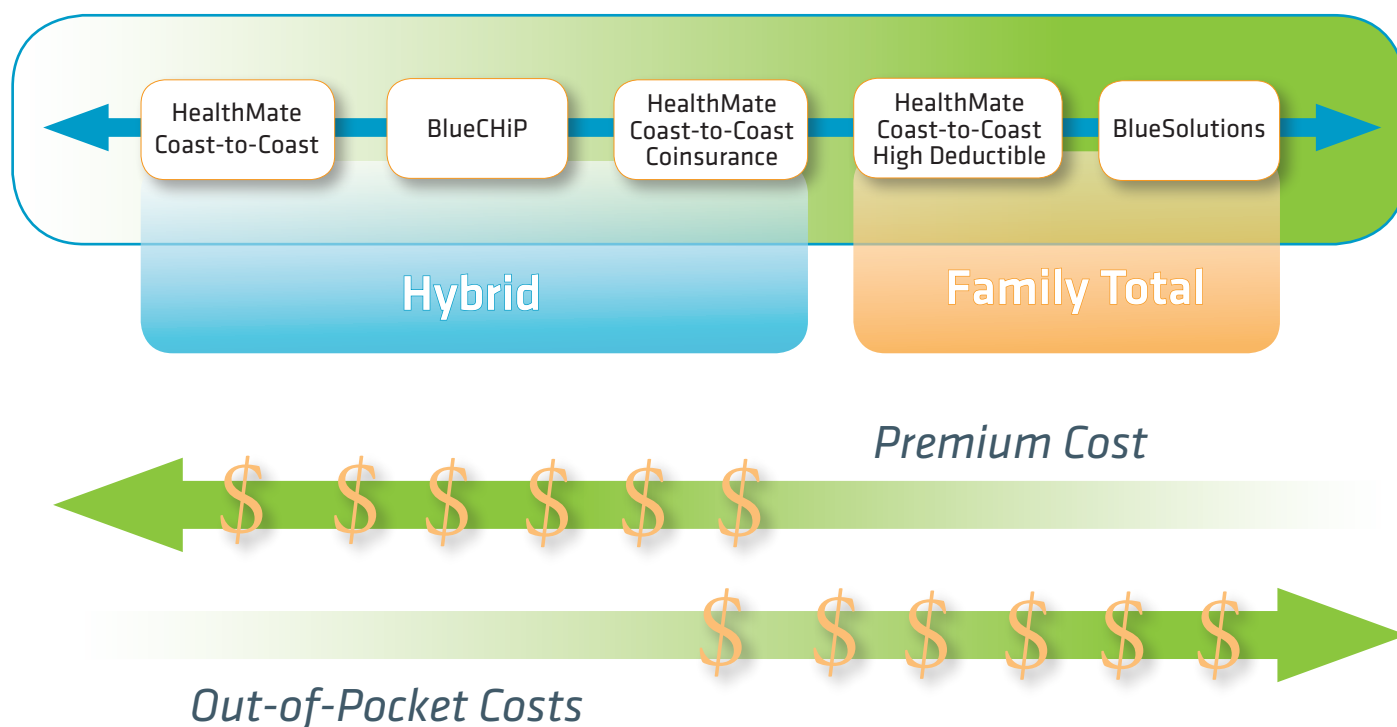 HealthMate
Coast-to-Coast
BlueCHiP
HealthMate
Coast-to-Coast
Coinsurance
HealthMate
Coast-to-Coast
High Deductible
BlueSolutions
Hybrid
Family Total
Premium Cost
$ $ $ $ $ $
$ $ $ $ $ $
Out-of-Pocket Costs